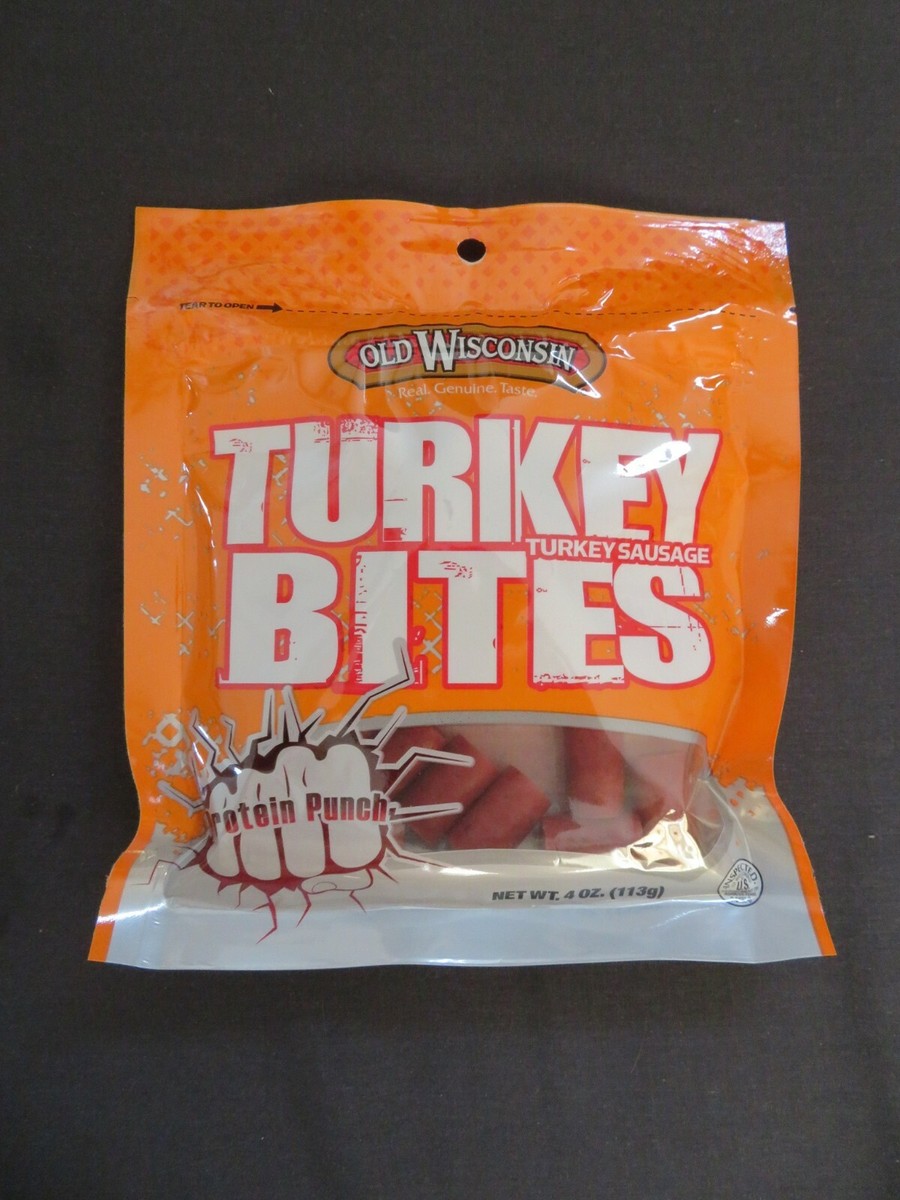 TEAR TO OPEN
OLD WISCONSIN
Real. Genuine. Taste.
TURKEY
TURKEY SAUSAGE
BITES
Protein Punch
NET WT. 4 OZ. (113g)
INSPECTED
U.S.